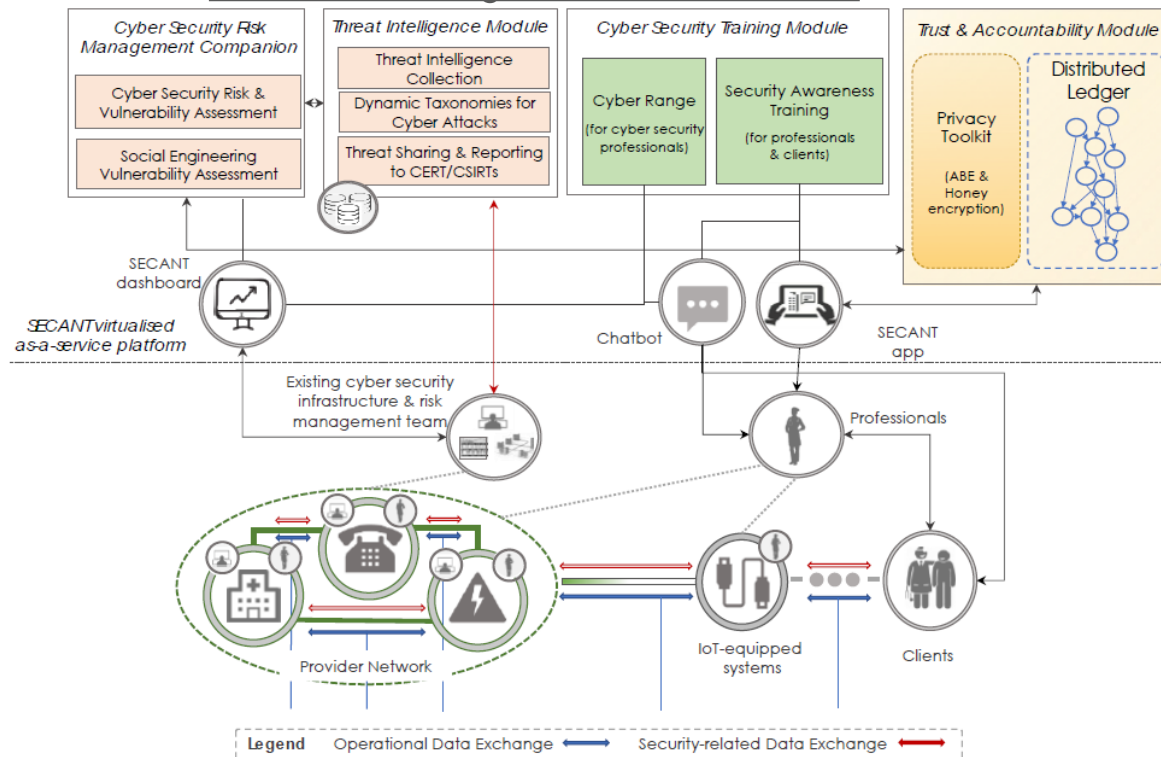 Cyber Security Risk
Management Companion
Cyber Security Risk &
Vulnerability Assessment
Social Engineering
Vulnerability Assessment
Threat Intelligence Module
Threat Intelligence
Collection
Dynamic Taxonomies for
Cyber Attacks
Threat Sharing & Reporting
to CERT/CSIRTs
Cyber Security Training Module
Cyber Range
(for cyber security
professionals)
Security Awareness
Training
(for professionals
& clients)
Trust & Accountability Module
Privacy
Toolkit
(ABE &
Honey
encryption)
Distributed
Ledger
SECANT
dashboard
SECANT virtualised
as-a-service platform
Chatbot
SECANT
app
Existing cyber security
infrastructure & risk
management team
Professionals
Provider Network
IoT-equipped
systems
Clients
Legend Operational Data Exchange Security-related Data Exchange